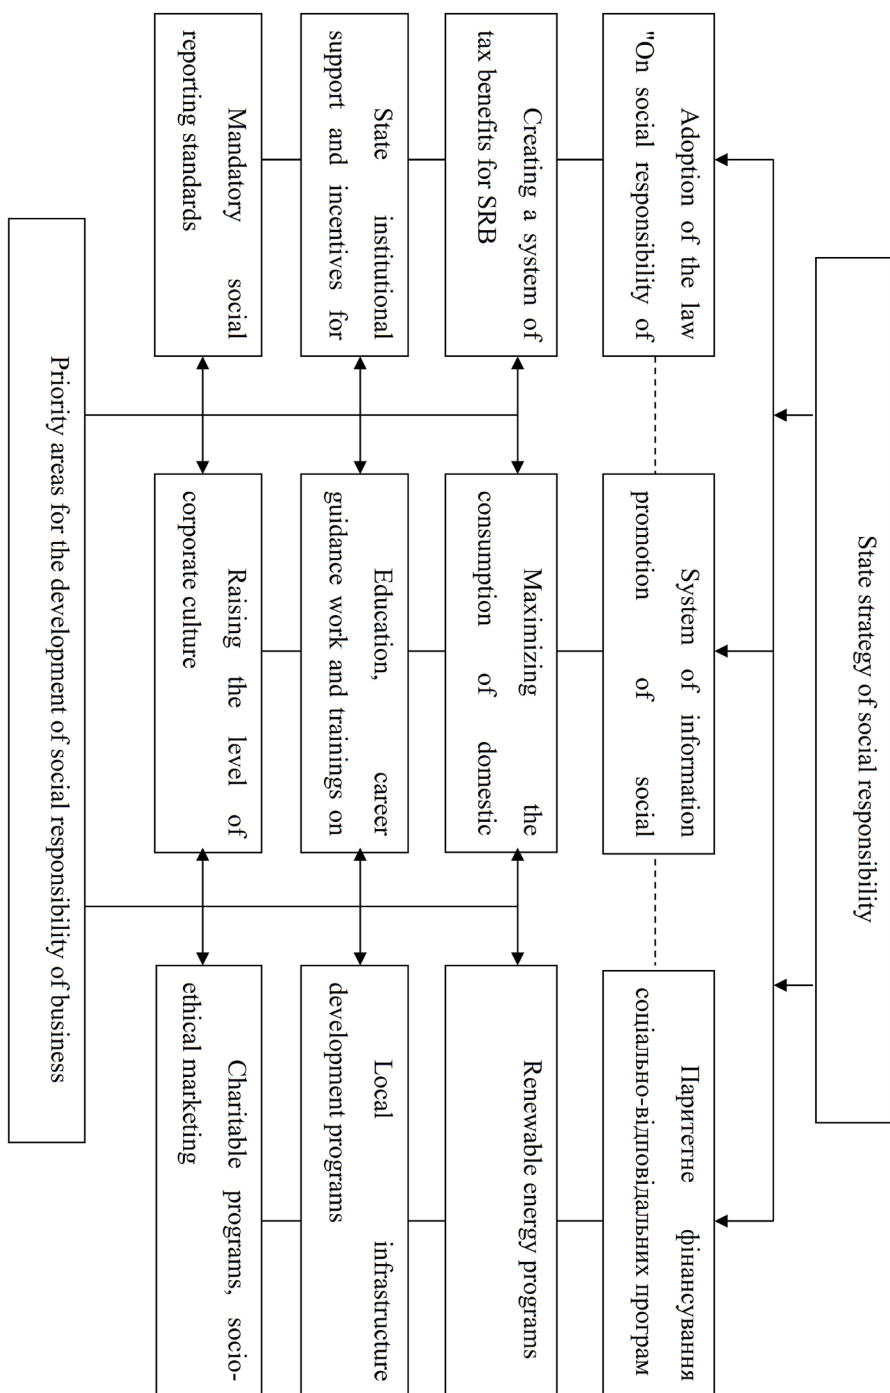 State strategy of social responsibility
Adoption of the law
"On social responsibility of
System of information
promotion of social
Паритетне фінансування
соціально-відповідальних програм
Creating a system of
tax benefits for SRB
Maximizing the
consumption of domestic
Renewable energy programs
State institutional
support and incentives for
Education, career
guidance work and trainings on
Local infrastructure
development programs
Mandatory social
reporting standards
Raising the level of
corporate culture
Charitable programs, socio-
ethical marketing
Priority areas for the development of social responsibility of business